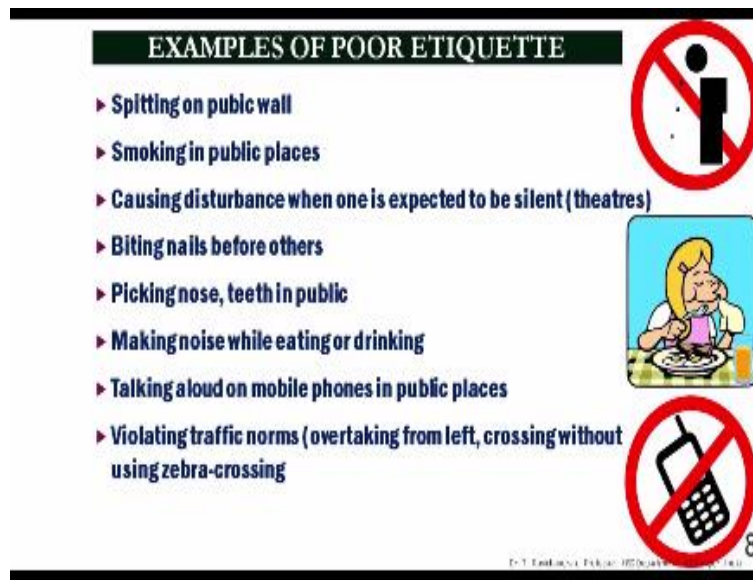 EXAMPLES OF POOR ETIQUETTE
Spitting on pubic wall
Smoking in public places
Causing disturbance when one is expected to be silent (theatres)
Biting nails before others
Picking nose, teeth in public
Making noise while eating or drinking
Talking aloud on mobile phones in public places
Violating traffic norms (overtaking from left, crossing without
using zebra-crossing
8